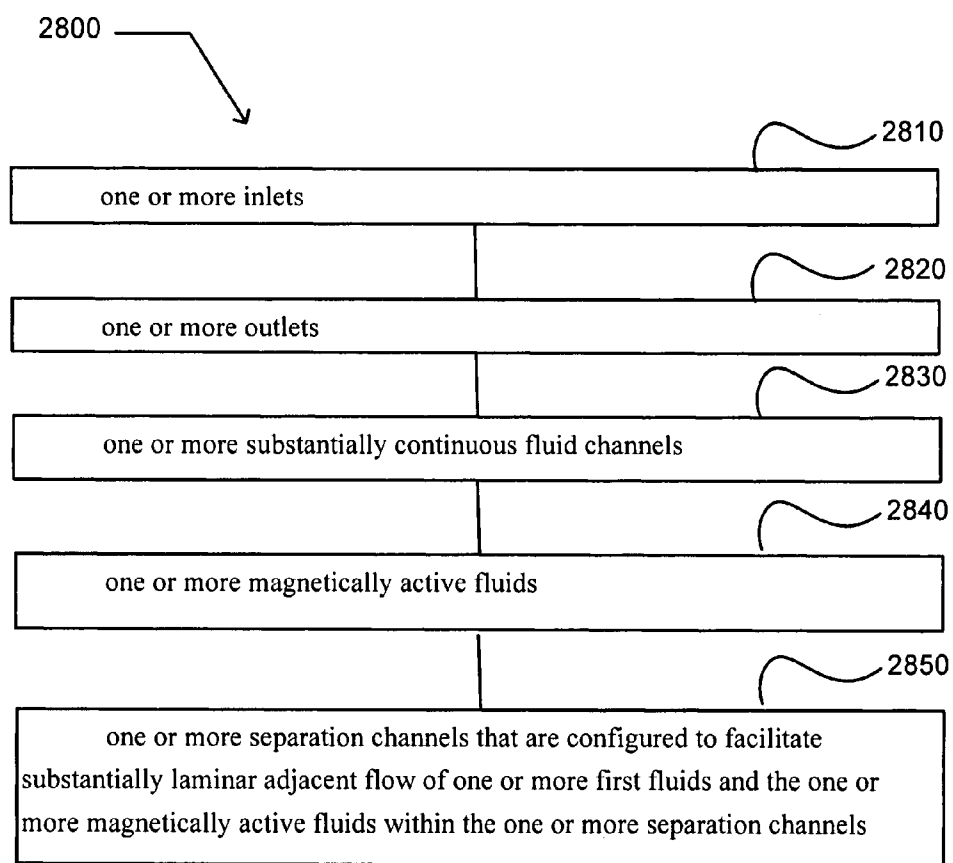 2800
2810
one or more inlets
2820
one or more outlets
2830
one or more substantially continuous fluid channels
2840
one or more magnetically active fluids
2850
one or more separation channels that are configured to facilitate
substantially laminar adjacent flow of one or more first fluids and the one or
more magnetically active fluids within the one or more separation channels